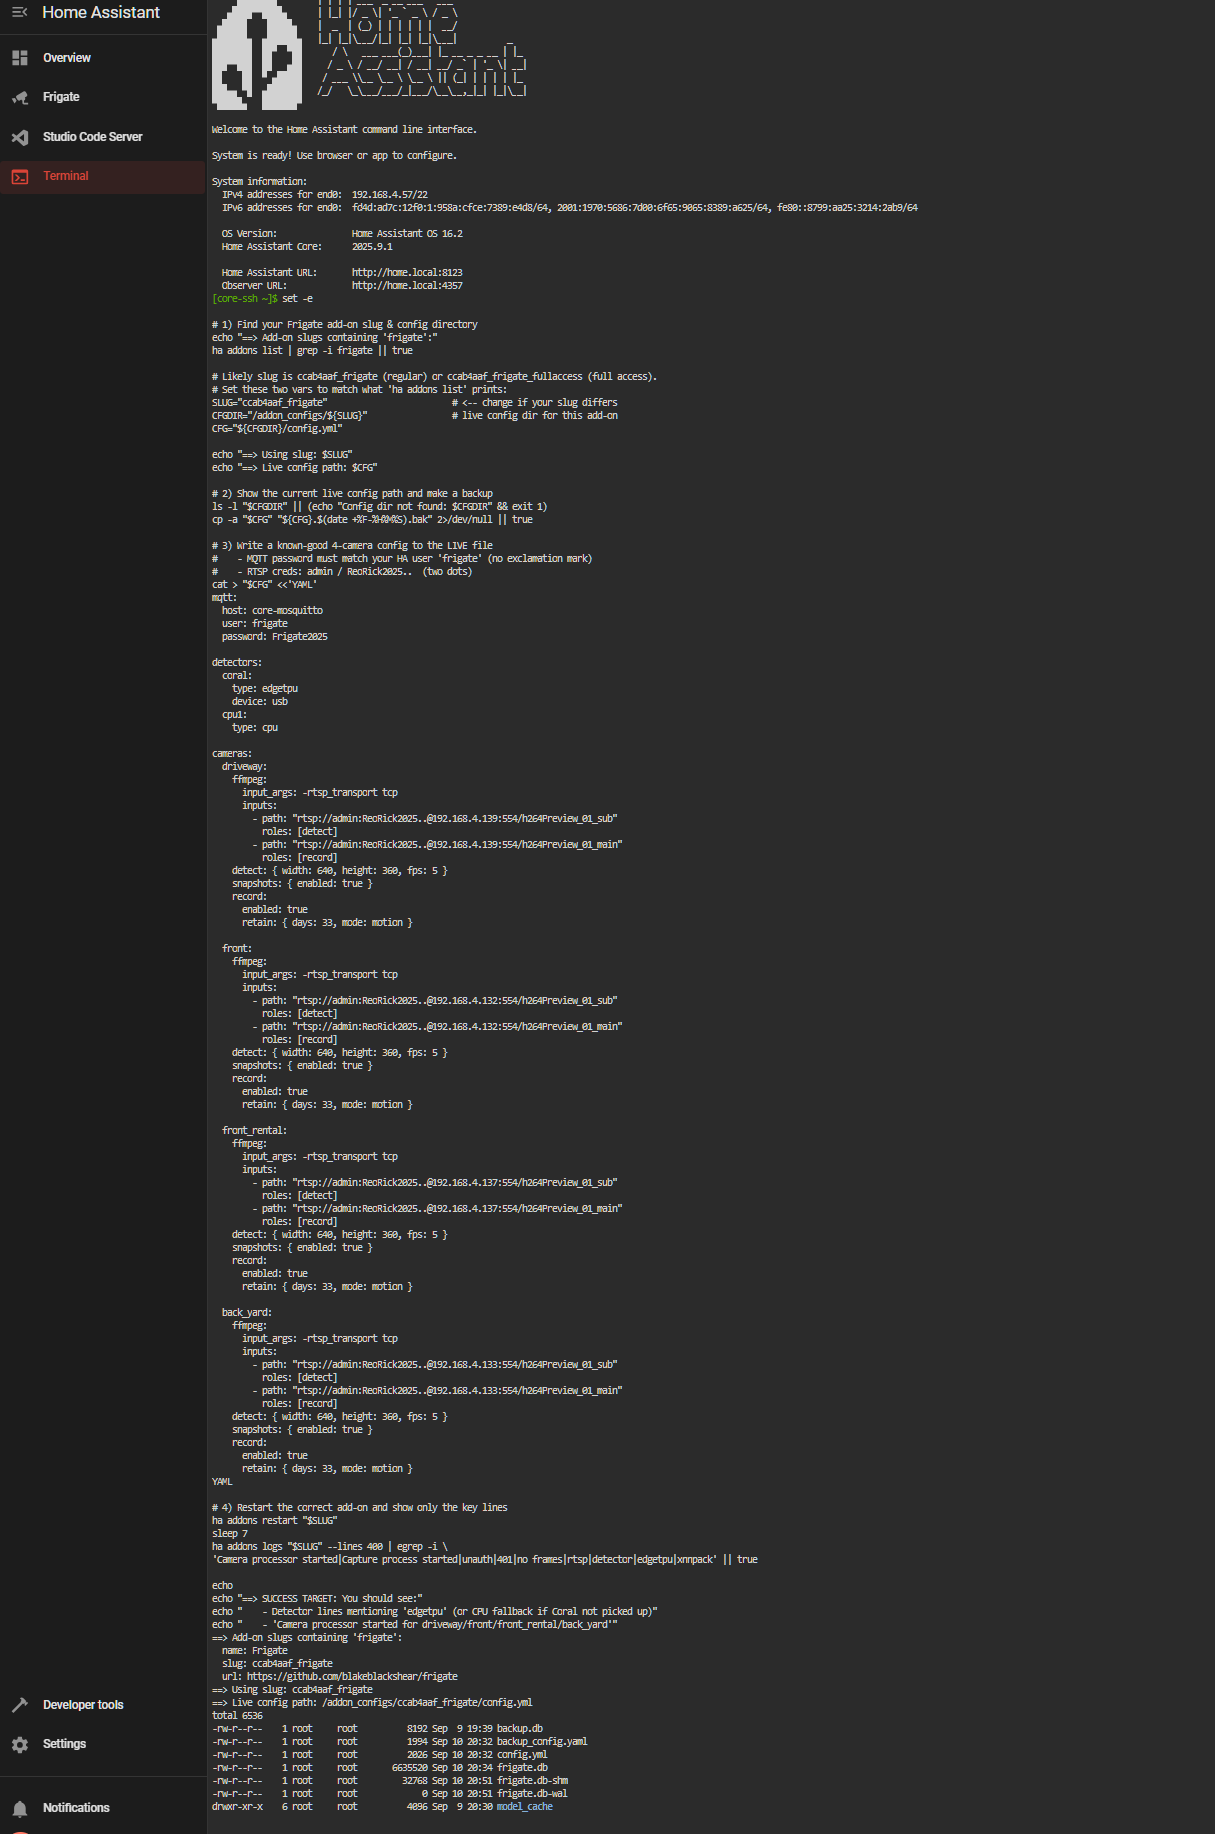 Home Assistant
Overview
Frigate
Studio Code Server
Terminal
Developer tools
Settings
Notifications
Welcome to the Home Assistant command line interface.
System is ready! Use browser or app to configure.
System information:
  IPv4 addresses for end0:  192.168.4.57/22
  IPv6 addresses for end0:  fd4d:ad7c:12f0:1:958a:cfce:7389:e4d8/64, 2001:1970:5686:7d00:6f65:9065:8389:a625/64, fe80::8799:aa25:3214:2ab9/64
  OS Version:               Home Assistant OS 16.2
  Home Assistant Core:      2025.9.1
  Home Assistant URL:       http://home.local:8123
  Observer URL:             http://home.local:4357
[core-ssh ~]$ set -e
# 1) Find your Frigate add-on slug & config directory
echo "==> Add-on slugs containing 'frigate':"
ha addons list | grep -i frigate || true
# Likely slug is ccab4aaf_frigate (regular) or ccab4aaf_frigate_fullaccess (full access).
# Set these two vars to match what 'ha addons list' prints:
SLUG="ccab4aaf_frigate"                         # <-- change if your slug differs
CFGDIR="/addon_configs/${SLUG}"                 # live config dir for this add-on
CFG="${CFGDIR}/config.yml"
echo "==> Using slug: $SLUG"
echo "==> Live config path: $CFG"
# 2) Show the current live config path and make a backup
ls -l "$CFGDIR" || (echo "Config dir not found: $CFGDIR" && exit 1)
cp -a "$CFG" "${CFG}.$(date +%F-%H%M%S).bak" 2>/dev/null || true
# 3) Write a known-good 4-camera config to the LIVE file
#    - MQTT password must match your HA user 'frigate' (no exclamation mark)
#    - RTSP creds: admin / ReoRick2025..  (two dots)
cat > "$CFG" <<'YAML'
mqtt:
  host: core-mosquitto
  user: frigate
  password: Frigate2025
detectors:
  coral:
    type: edgetpu
    device: usb
  cpu1:
    type: cpu
cameras:
  driveway:
    ffmpeg:
      input_args: -rtsp_transport tcp
      inputs:
        - path: "rtsp://admin:ReoRick2025..@192.168.4.139:554/h264Preview_01_sub"
          roles: [detect]
        - path: "rtsp://admin:ReoRick2025..@192.168.4.139:554/h264Preview_01_main"
          roles: [record]
    detect: { width: 640, height: 360, fps: 5 }
    snapshots: { enabled: true }
    record:
      enabled: true
      retain: { days: 33, mode: motion }
  front:
    ffmpeg:
      input_args: -rtsp_transport tcp
      inputs:
        - path: "rtsp://admin:ReoRick2025..@192.168.4.132:554/h264Preview_01_sub"
          roles: [detect]
        - path: "rtsp://admin:ReoRick2025..@192.168.4.132:554/h264Preview_01_main"
          roles: [record]
    detect: { width: 640, height: 360, fps: 5 }
    snapshots: { enabled: true }
    record:
      enabled: true
      retain: { days: 33, mode: motion }
  front_rental:
    ffmpeg:
      input_args: -rtsp_transport tcp
      inputs:
        - path: "rtsp://admin:ReoRick2025..@192.168.4.137:554/h264Preview_01_sub"
          roles: [detect]
        - path: "rtsp://admin:ReoRick2025..@192.168.4.137:554/h264Preview_01_main"
          roles: [record]
    detect: { width: 640, height: 360, fps: 5 }
    snapshots: { enabled: true }
    record:
      enabled: true
      retain: { days: 33, mode: motion }
  back_yard:
    ffmpeg:
      input_args: -rtsp_transport tcp
      inputs:
        - path: "rtsp://admin:ReoRick2025..@192.168.4.133:554/h264Preview_01_sub"
          roles: [detect]
        - path: "rtsp://admin:ReoRick2025..@192.168.4.133:554/h264Preview_01_main"
          roles: [record]
    detect: { width: 640, height: 360, fps: 5 }
    snapshots: { enabled: true }
    record:
      enabled: true
      retain: { days: 33, mode: motion }
YAML
# 4) Restart the correct add-on and show only the key lines
ha addons restart "$SLUG"
sleep 7
ha addons logs "$SLUG" --lines 400 | egrep -i \
'Camera processor started|Capture process started|unauth|401|no frames|rtsp|detector|edgetpu|xnnpack' || true
echo
echo "==> SUCCESS TARGET: You should see:"
echo "    - Detector lines mentioning 'edgetpu' (or CPU fallback if Coral not picked up)"
echo "    - 'Camera processor started for driveway/front/front_rental/back_yard'"
==> Add-on slugs containing 'frigate':
  name: Frigate
  slug: ccab4aaf_frigate
  url: https://github.com/blakeblackshear/frigate
==> Using slug: ccab4aaf_frigate
==> Live config path: /addon_configs/ccab4aaf_frigate/config.yml
total 6536
-rw-r--r--    1 root     root          8192 Sep  9 19:39 backup.db
-rw-r--r--    1 root     root          1994 Sep 10 20:32 backup_config.yaml
-rw-r--r--    1 root     root          2026 Sep 10 20:32 config.yml
-rw-r--r--    1 root     root       6635520 Sep 10 20:34 frigate.db
-rw-r--r--    1 root     root         32768 Sep 10 20:51 frigate.db-shm
-rw-r--r--    1 root     root             0 Sep 10 20:51 frigate.db-wal
drwxr-xr-x    6 root     root          4096 Sep  9 20:30 model_cache